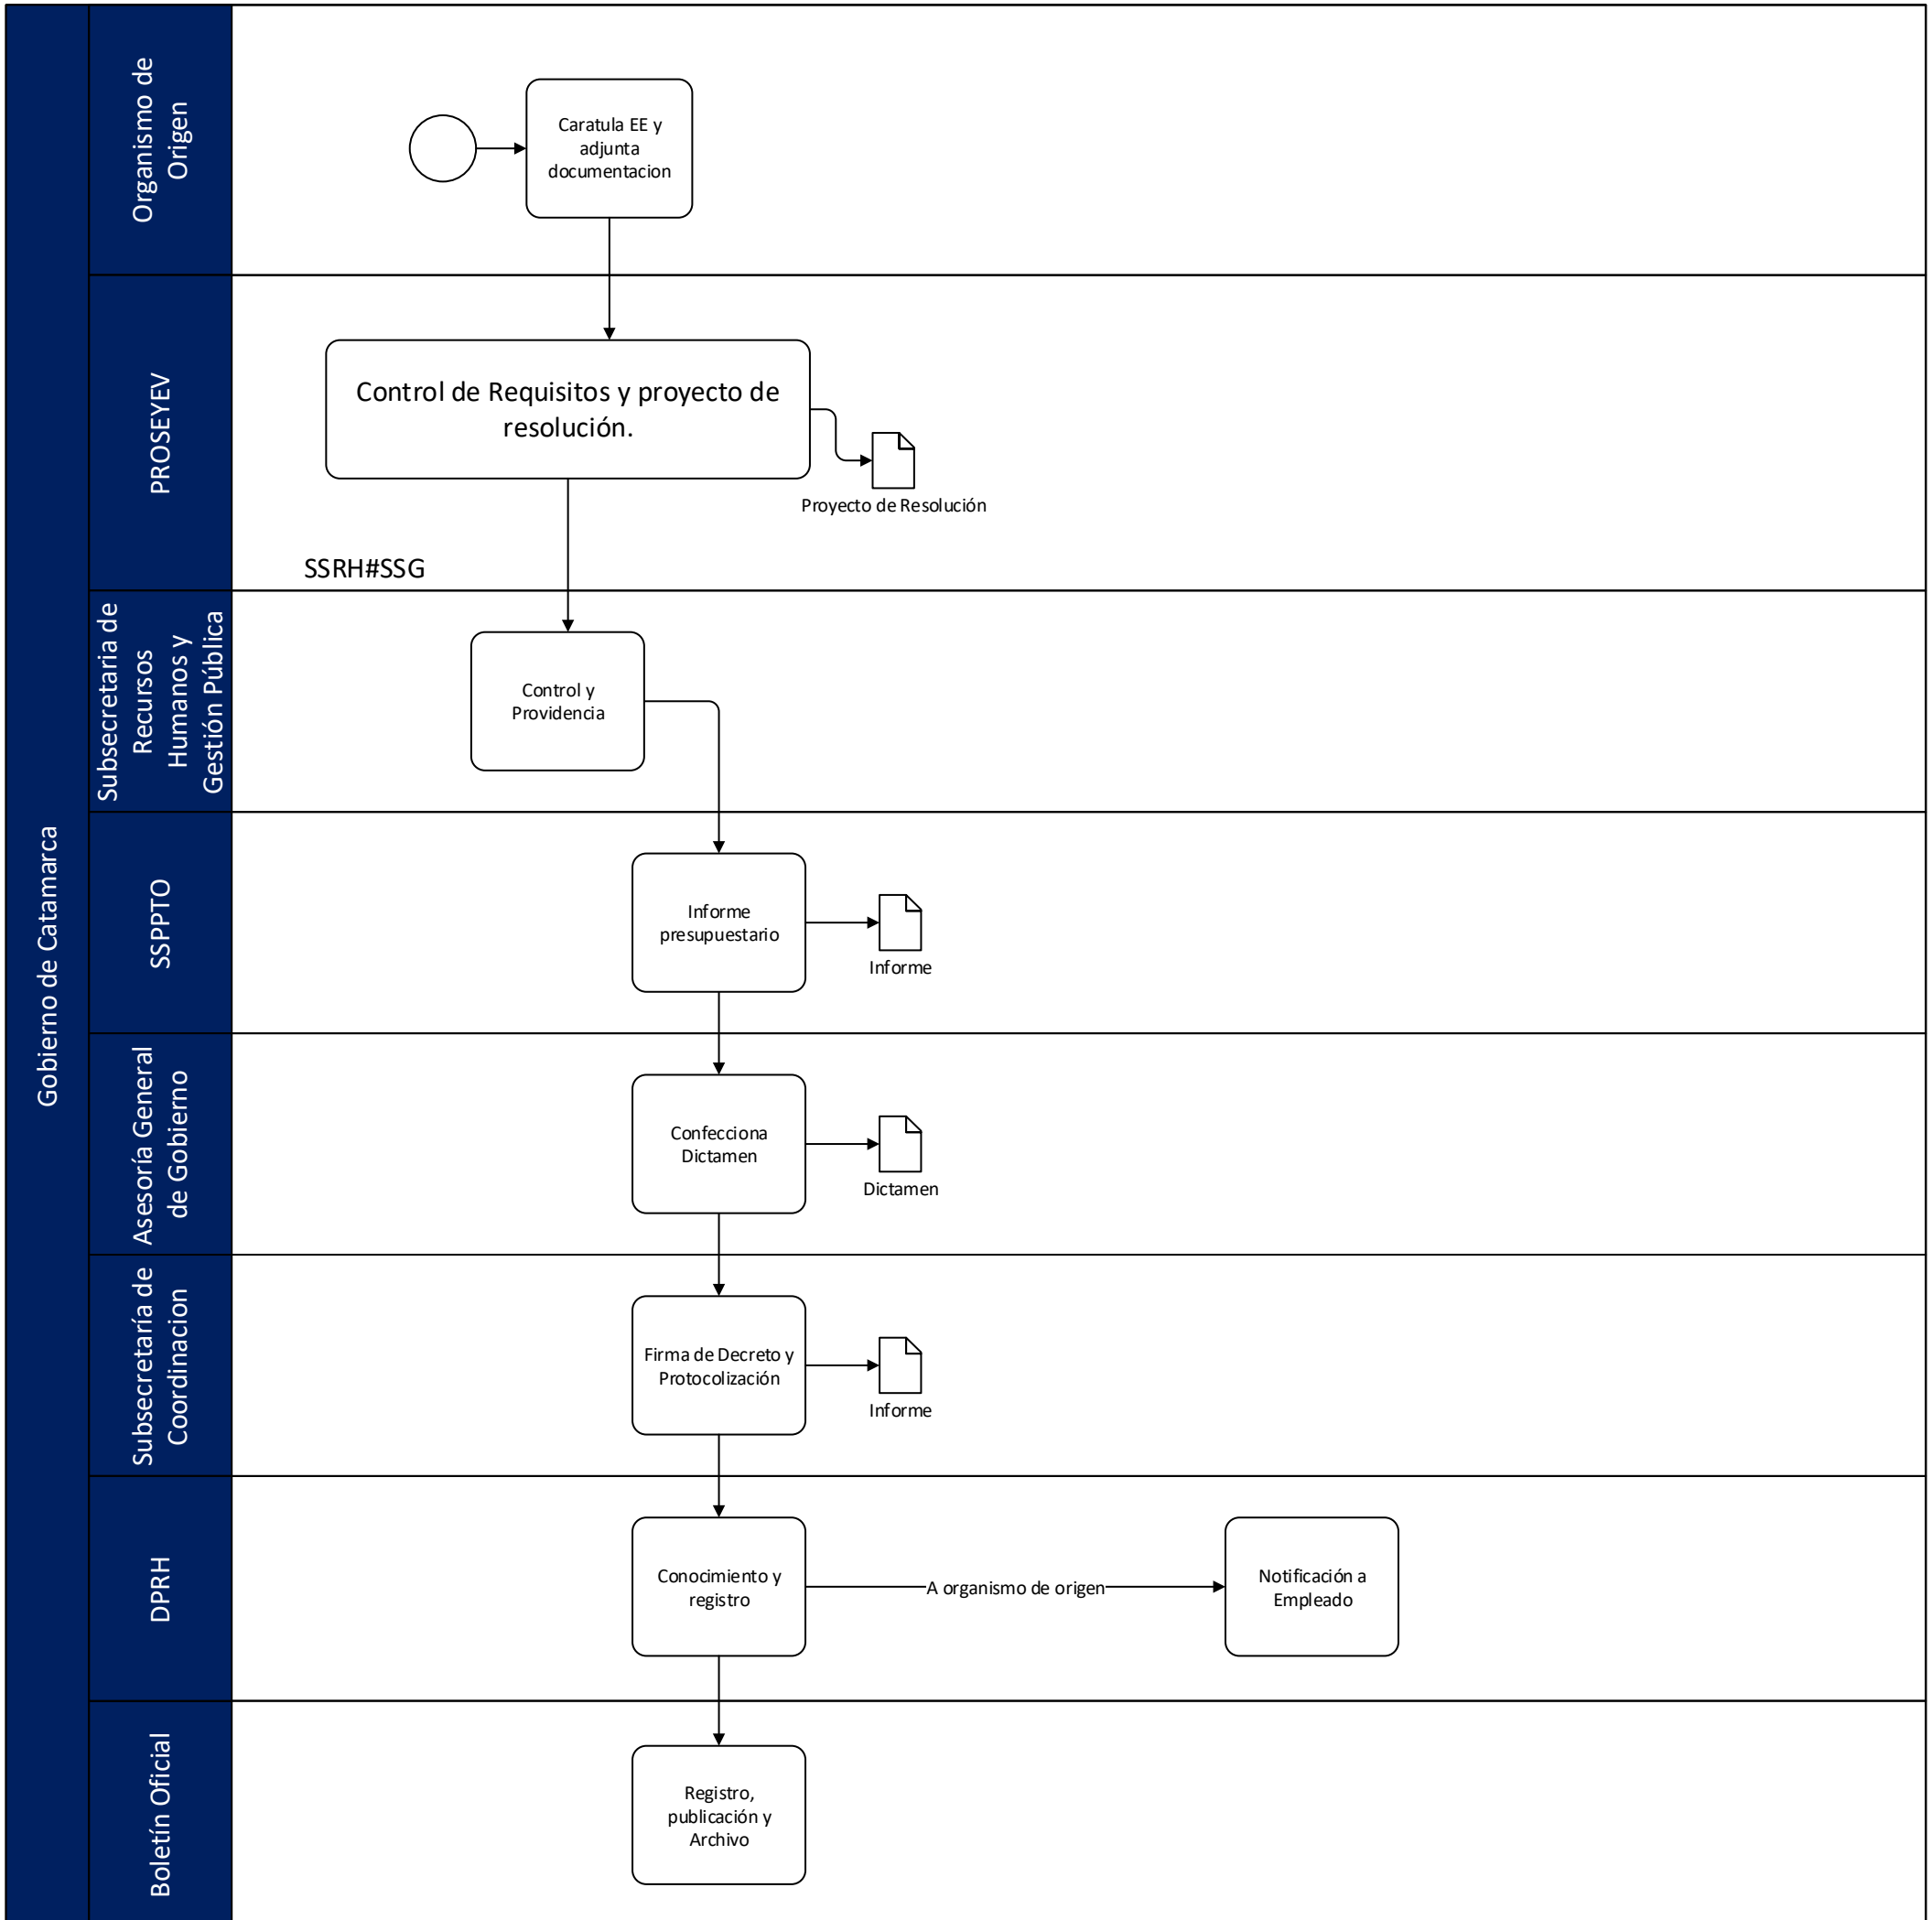 Gobierno de Catamarca
Organismo de
Origen
Caratula EE y
adjunta
documentacion
PROSEYEV
Control de Requisitos y proyecto de
resolución.
Proyecto de Resolución
SSRH#SSG
Subsecretaria de
Recursos
Humanos y
Gestión Pública
Control y
Providencia
SSPPTO
Informe
presupuestario
Informe
Asesoría General
de Gobierno
Confecciona
Dictamen
Dictamen
Subsecretaría de
Coordinacion
Firma de Decreto y
Protocolización
Informe
DPRH
Conocimiento y
registro
A organismo de origen
Notificación a
Empleado
Boletín Oficial
Registro,
publicación y
Archivo